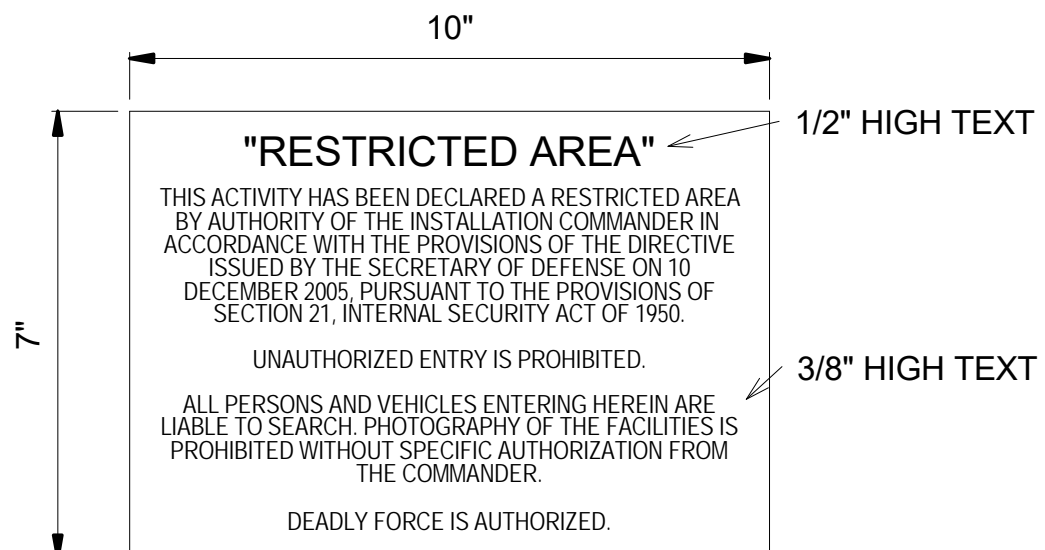 10"
1/2" HIGH TEXT
"RESTRICTED AREA"
THIS ACTIVITY HAS BEEN DECLARED A RESTRICTED AREA
BY AUTHORITY OF THE INSTALLATION COMMANDER IN
ACCORDANCE WITH THE PROVISIONS OF THE DIRECTIVE
ISSUED BY THE SECRETARY OF DEFENSE ON 10
DECEMBER 2005, PURSUANT TO THE PROVISIONS OF
SECTION 21, INTERNAL SECURITY ACT OF 1950.
7"
UNAUTHORIZED ENTRY IS PROHIBITED.
3/8" HIGH TEXT
ALL PERSONS AND VEHICLES ENTERING HEREIN ARE
LIABLE TO SEARCH. PHOTOGRAPHY OF THE FACILITIES IS
PROHIBITED WITHOUT SPECIFIC AUTHORIZATION FROM
THE COMMANDER.
DEADLY FORCE IS AUTHORIZED.